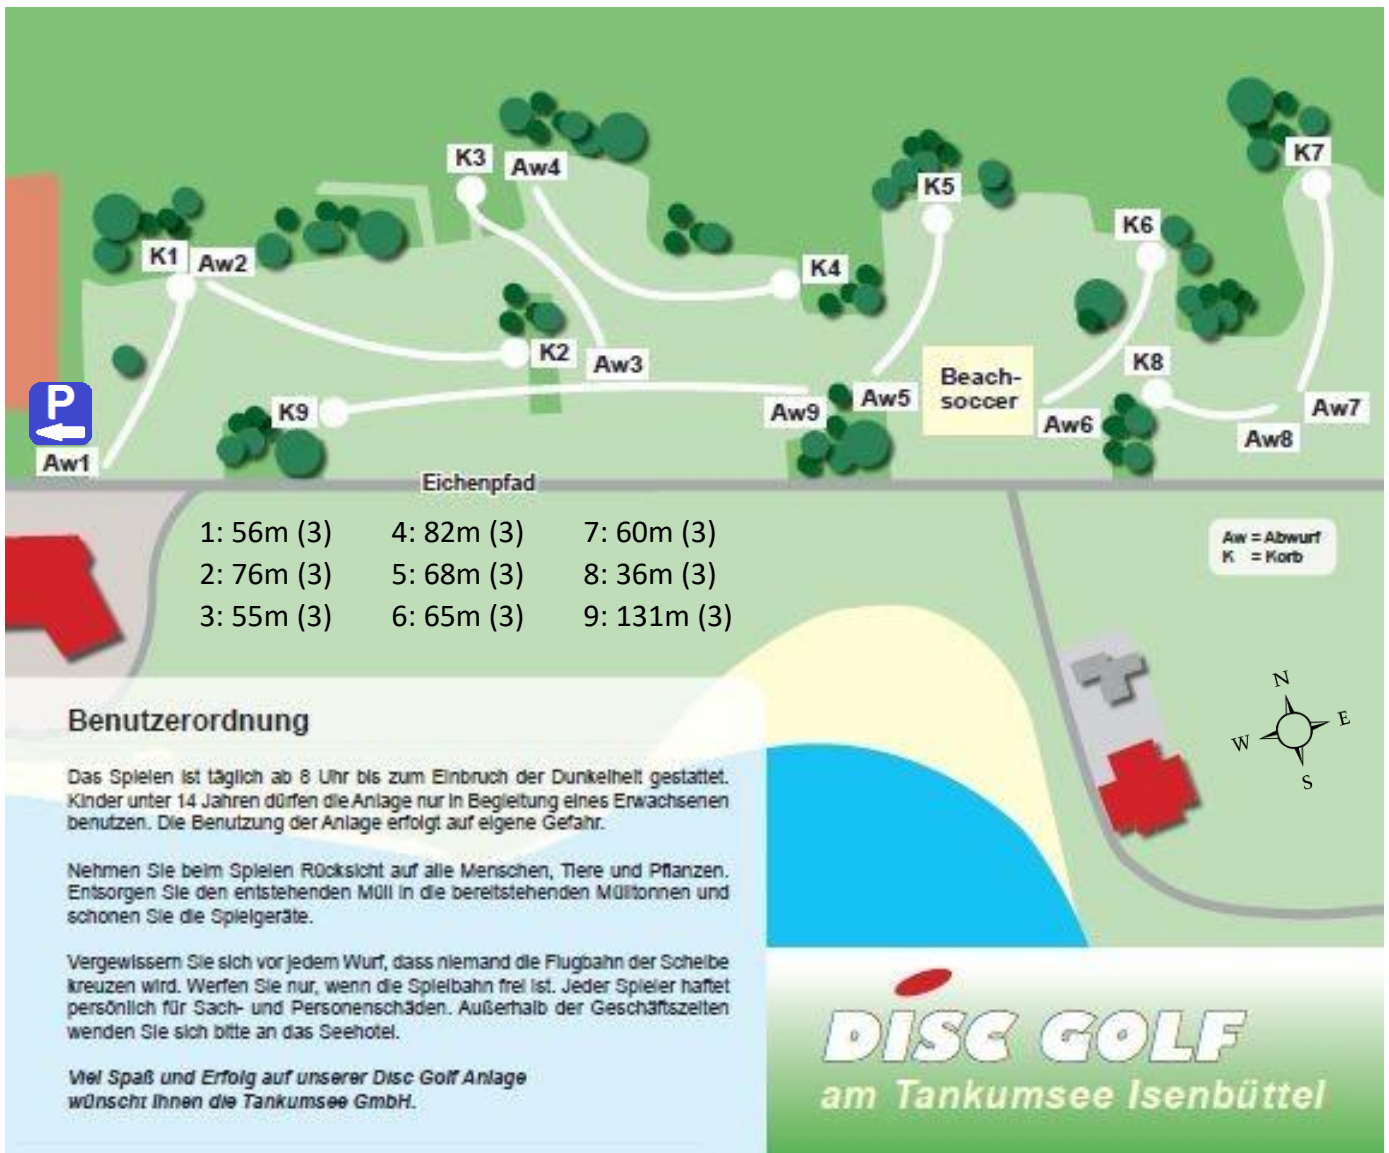 K3
Aw4
K7
K5
K6
K1
Aw2
K4
K2
Aw3
K8
Beach-
soccer
P
K9
Aw9
Aw5
Aw6
Aw7
Aw8
Aw1
Eichenpfad
1: 56m (3) 4: 82m (3) 7: 60m (3)
2: 76m (3) 5: 68m (3) 8: 36m (3)
3: 55m (3) 6: 65m (3) 9: 131m (3)
Aw = Abwurf
K = Korb
N
W E
S
Benutzerordnung
Das Spielen ist täglich ab 8 Uhr bis zum Einbruch der Dunkelheit gestattet.
Kinder unter 14 Jahren dürfen die Anlage nur in Begleitung eines Erwachsenen
benutzen. Die Benutzung der Anlage erfolgt auf eigene Gefahr.
Nehmen Sie beim Spielen Rücksicht auf alle Menschen, Tiere und Pflanzen.
Entsorgen Sie den entstehenden Müll in die bereitstehenden Mülltonnen und
schonen Sie die Spielgeräte.
Vergewissern Sie sich vor jedem Wurf, dass niemand die Flugbahn der Scheibe
kreuzen wird. Werfen Sie nur, wenn die Spielbahn frei ist. Jeder Spieler haftet
persönlich für Sach- und Personenschäden. Außerhalb der Geschäftszeiten
wenden Sie sich bitte an das Seehotel.
Viel Spaß und Erfolg auf unserer Disc Golf Anlage
wünscht Ihnen die Tankumsee GmbH.
DISC GOLF
am Tankumsee Isenbüttel